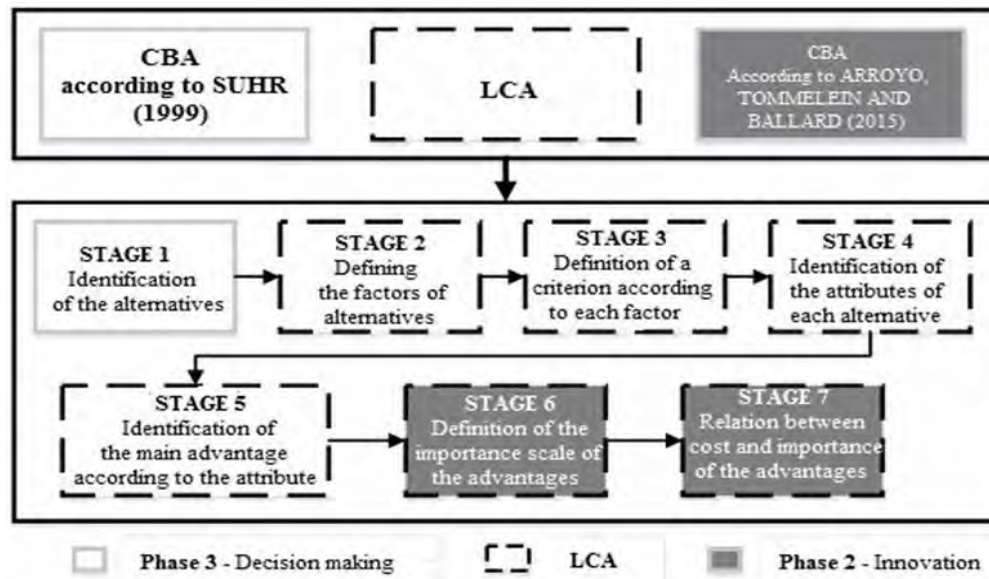 CBA
according to SUHR
(1999)
LCA
CBA
According to ARROYO,
TOMMELEIN AND
BALLARD (2015)
STAGE 1
Identification
of the alternatives
STAGE 2
Defining
the factors of
alternatives
STAGE 3
Definition of a
criterion according
to each factor
STAGE 4
Identification of
the attributes of
each alternative
STAGE 5
Identification of
the main advantage
according to the attribute
STAGE 6
Definition of the
importance scale of
the advantages
STAGE 7
Relation between
cost and importance
of the advantages
Phase 3 - Decision making
LCA
Phase 2 - Innovation